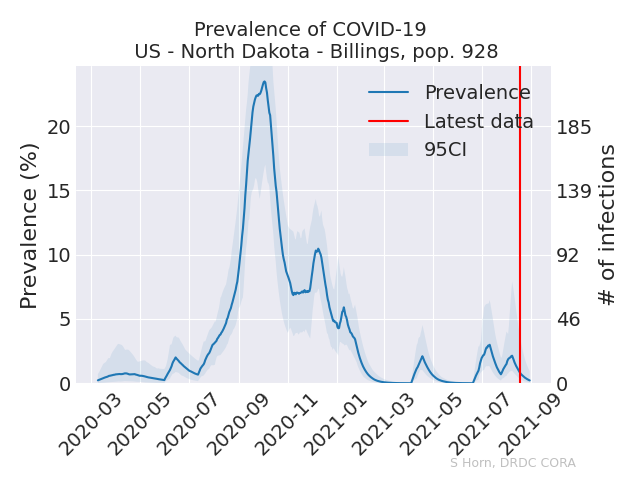 Prevalence of COVID-19
US - North Dakota - Billings, pop. 928
Prevalence (%)
20
15
10
5
0
Prevalence
Latest data
95CI
185
139
92
46
0
# of infections
2020-03
2020-05
2020-07
2020-09
2020-11
2021-01
2021-03
2021-05
2021-07
2021-09
S Horn, DRDC CORA